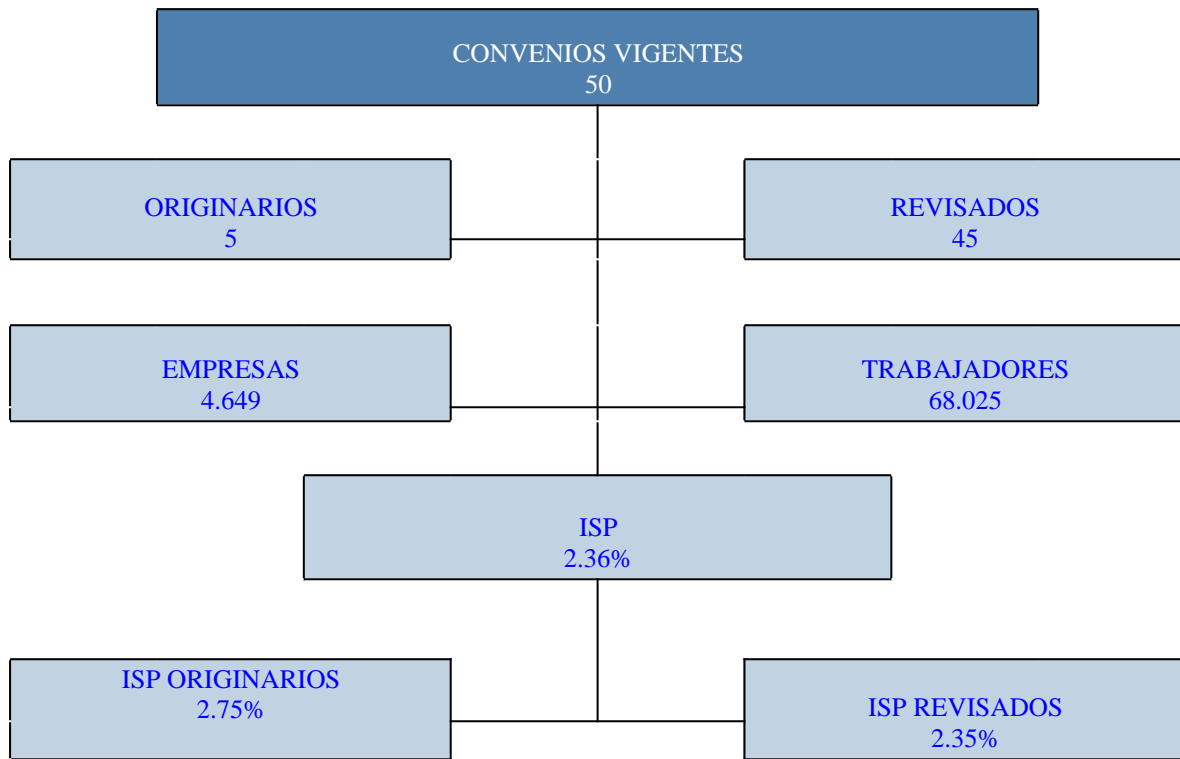 CONVENIOS VIGENTES
50
ORIGINARIOS
5
REVISADOS
45
EMPRESAS
4.649
TRABAJADORES
68.025
ISP
2.36%
ISP ORIGINARIOS
2.75%
ISP REVISADOS
2.35%